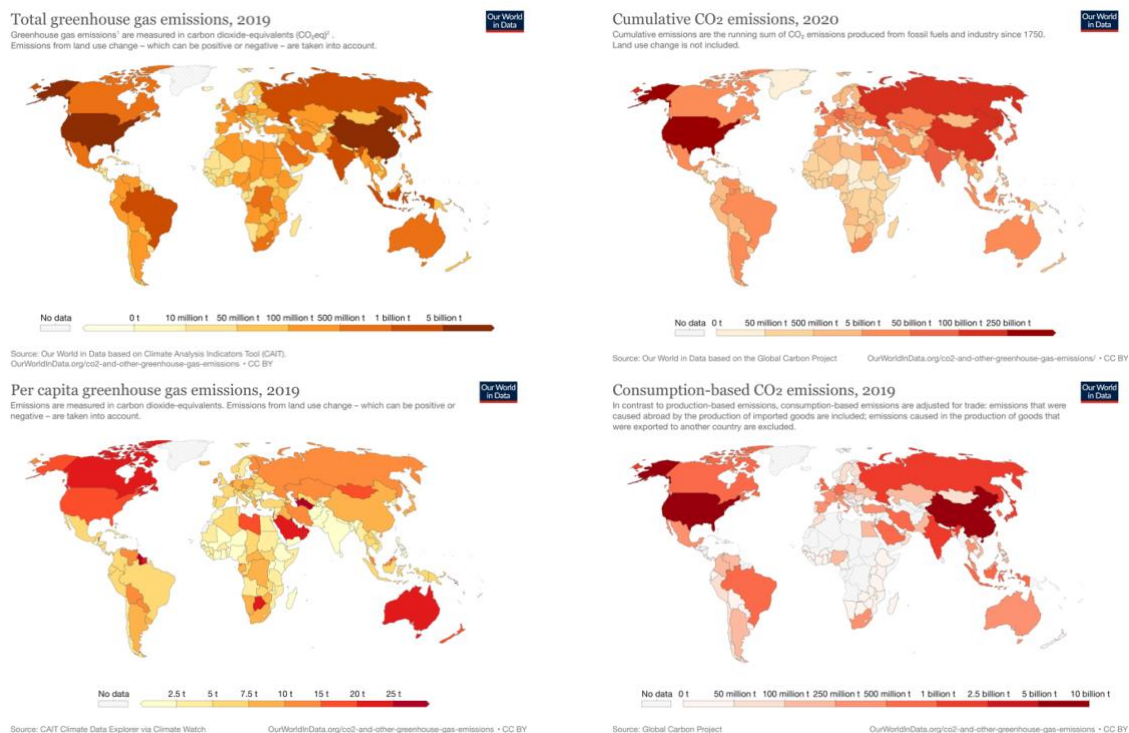 Total greenhouse gas emissions, 2019
Our World
in Data
Greenhouse gas emissions¹ are measured in carbon dioxide-equivalents (CO₂eq)².
Emissions from land use change – which can be positive or negative – are taken into account.
No data
0 t
10 million t
50 million t
100 million t
500 million t
1 billion t
5 billion t
Source: Our World in Data based on Climate Analysis Indicators Tool (CAIT).
OurWorldInData.org/co2-and-other-greenhouse-gas-emissions • CC BY
Cumulative CO2 emissions, 2020
Our World
in Data
Cumulative emissions are the running sum of CO₂ emissions produced from fossil fuels and industry since 1750.
Land use change is not included.
No data
0 t
50 million t
500 million t
5 billion t
50 billion t
100 billion t
250 billion t
Source: Our World in Data based on the Global Carbon Project
OurWorldInData.org/co2-and-other-greenhouse-gas-emissions/ • CC BY
Per capita greenhouse gas emissions, 2019
Our World
in Data
Emissions are measured in carbon dioxide-equivalents. Emissions from land use change – which can be positive or
negative – are taken into account.
No data
2.5 t
5 t
7.5 t
10 t
15 t
20 t
25 t
Source: CAIT Climate Data Explorer via Climate Watch
OurWorldInData.org/co2-and-other-greenhouse-gas-emissions • CC BY
Consumption-based CO2 emissions, 2019
Our World
in Data
In contrast to production-based emissions, consumption-based emissions are adjusted for trade: emissions that were
caused abroad by the production of imported goods are included; emissions caused in the production of goods that
were exported to another country are excluded.
No data
0 t
50 million t
100 million t
250 million t
500 million t
1 billion t
2.5 billion t
5 billion t
10 billion t
Source: Global Carbon Project
OurWorldInData.org/co2-and-other-greenhouse-gas-emissions • CC BY